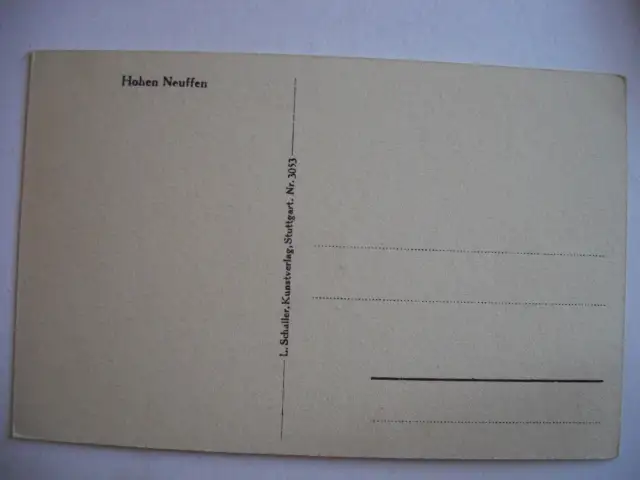 Hohen Neuffen
L. Schaller, Kunstverlag, Stuttgart. Nr. 3053